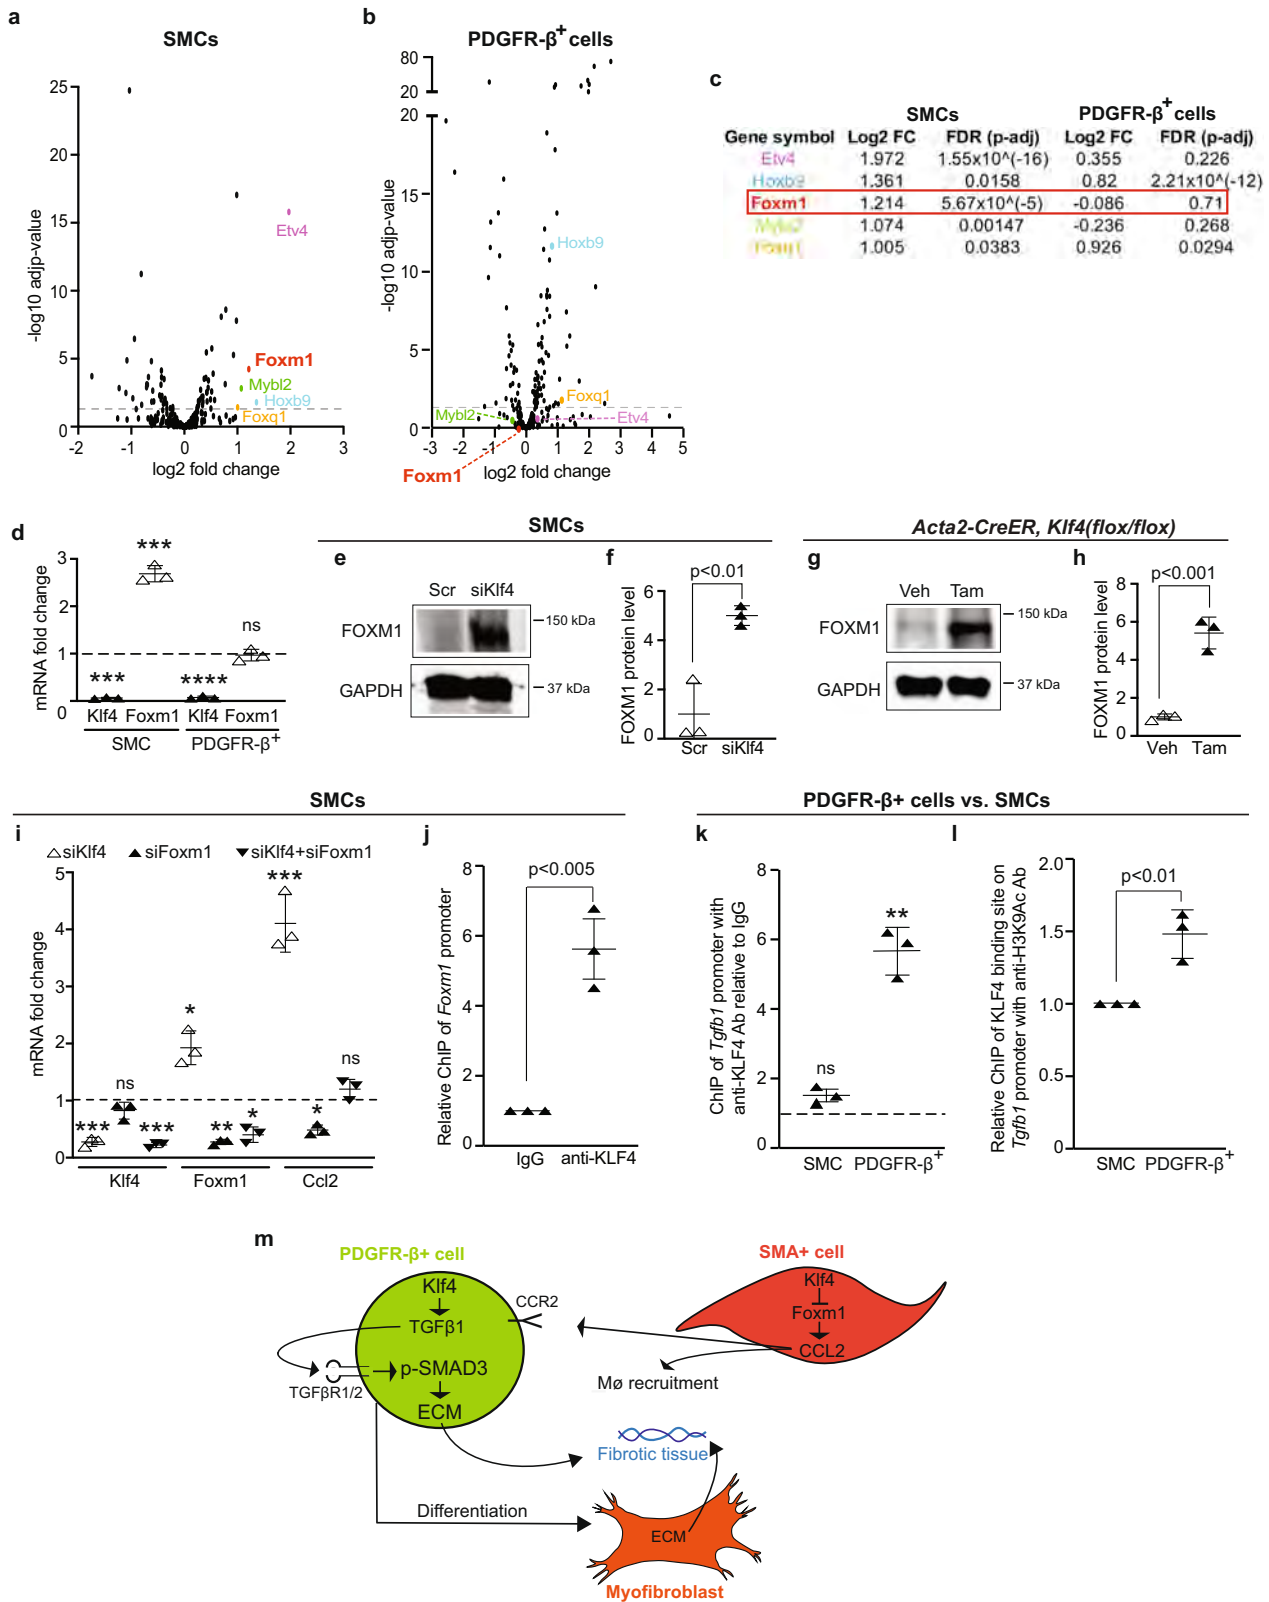 a
SMCs
-log10 adjp-value
25
20
15
10
5
0
-3 -2 -1 0 1 2 3
log2 fold change
Etv4
Foxm1
Mybl2
Hoxb9
Foxq1
b
PDGFR-β+ cells
-log10 adjp-value
80
20
20
15
10
5
0
-3 -2 -1 0 1 2 3 4 5
log2 fold change
Hoxb9
Foxq1
Mybl2
Etv4
Foxm1
c
SMCs PDGFR-β+ cells
Gene symbol Log2 FC FDR (p-adj) Log2 FC FDR (p-adj)
Etv4 1.972 1.55x10^(-16) 0.355 0.226
Hoxb9 1.361 0.0158 0.82 2.21x10^(-12)
Foxm1 1.214 5.67x10^(-5) -0.086 0.71
Mybl2 1.074 0.00147 -0.236 0.268
Foxq1 1.005 0.0383 0.926 0.0294
d
mRNA fold change
3
2
1
0
*** *** **** ns
Klf4 Foxm1 Klf4 Foxm1
SMC PDGFR-β+
SMCs
e
Scr siKlf4
FOXM1
150 kDa
GAPDH
37 kDa
f
p<0.01
FOXM1 protein level
6
4
2
0
Scr siKlf4
Acta2-CreER, Klf4(flox/flox)
g
Veh Tam
FOXM1
150 kDa
GAPDH
37 kDa
h
p<0.001
FOXM1 protein level
8
6
4
2
0
Veh Tam
SMCs
i
siKlf4 siFoxm1 siKlf4+siFoxm1
mRNA fold change
5
4
3
2
1
0
*** ns *** * ** * *** * ns
Klf4 Foxm1 Ccl2
j
p<0.005
Relative ChIP of Foxm1 promoter
8
6
4
2
0
IgG anti-KLF4
PDGFR-β+ cells vs. SMCs
k
ChIP of Tgfb1 promoter with
anti-KLF4 Ab relative to IgG
8
6
4
2
0
ns **
SMC PDGFR-β+
l
Relative ChIP of KLF4 binding site on
Tgfb1 promoter with anti-H3K9Ac Ab
2.0
1.5
1.0
0.5
0
p<0.01
SMC PDGFR-β+
m
PDGFR-β+ cell
Klf4
TGFβ1
p-SMAD3
ECM
TGFβR1/2
CCR2
SMA+ cell
Klf4
Foxm1
CCL2
Mø recruitment
Fibrotic tissue
Differentiation
ECM
Myofibroblast